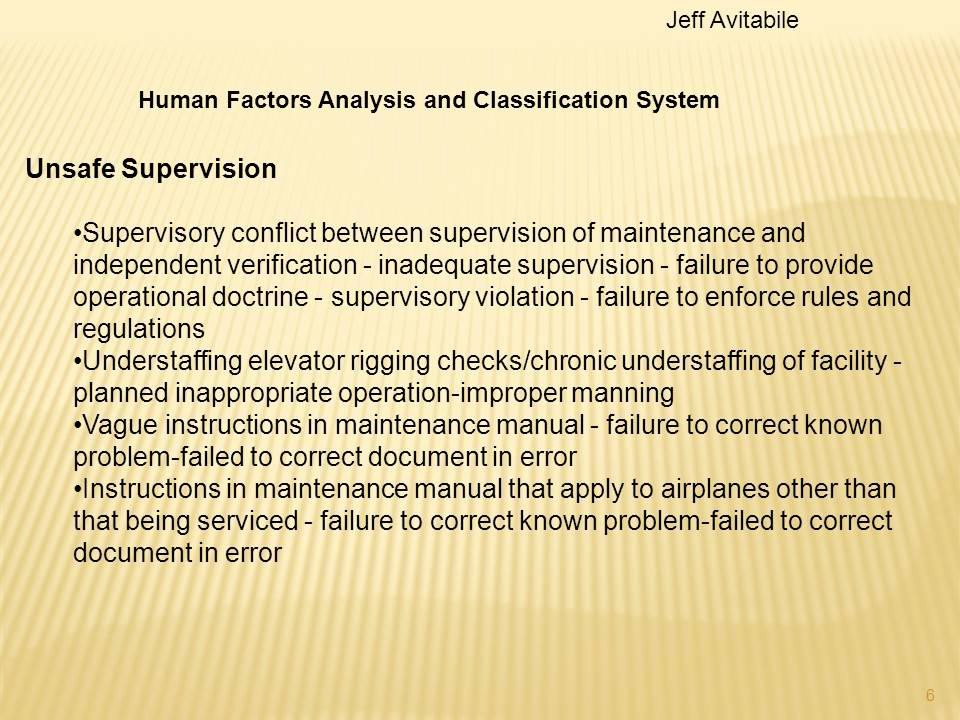 Jeff Avitabile
Human Factors Analysis and Classification System
Unsafe Supervision
•Supervisory conflict between supervision of maintenance and
independent verification - inadequate supervision - failure to provide
operational doctrine - supervisory violation - failure to enforce rules and
regulations
•Understaffing elevator rigging checks/chronic understaffing of facility -
planned inappropriate operation-improper manning
•Vague instructions in maintenance manual - failure to correct known
problem-failed to correct document in error
•Instructions in maintenance manual that apply to airplanes other than
that being serviced - failure to correct known problem-failed to correct
document in error
6